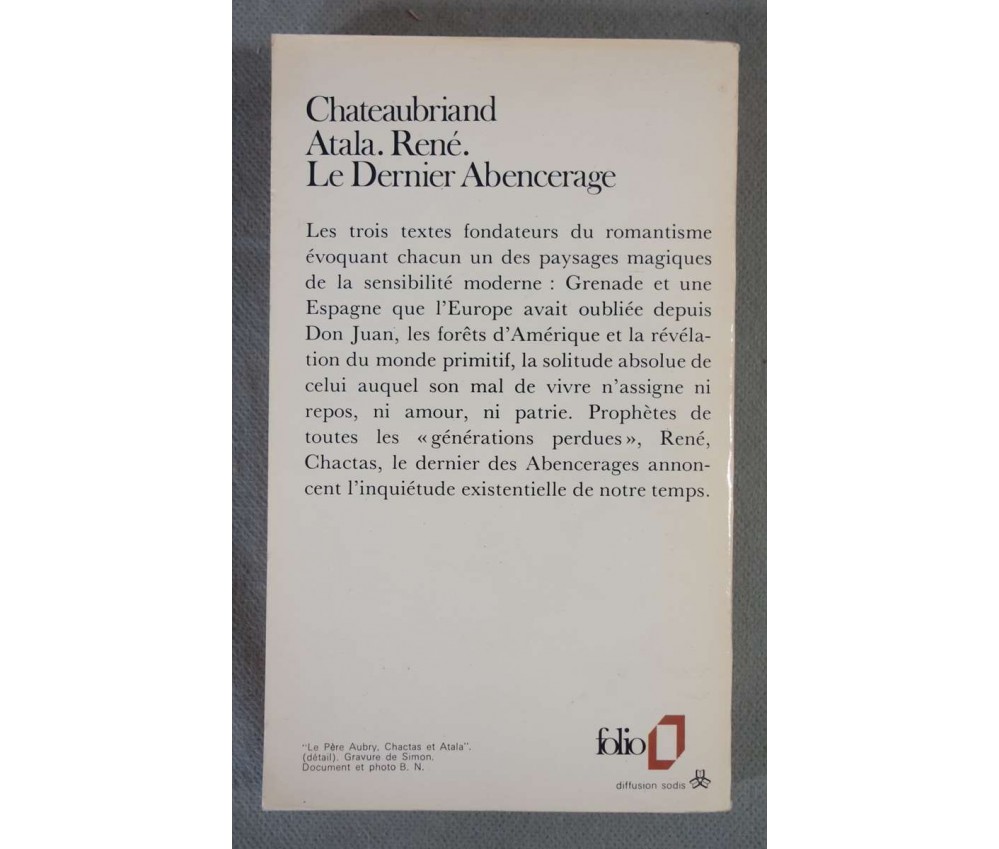 Chateaubriand
Atala. René.
Le Dernier Abencerage
Les trois textes fondateurs du romantisme
évoquant chacun un des paysages magiques
de la sensibilité moderne : Grenade et une
Espagne que l'Europe avait oubliée depuis
Don Juan, les forêts d'Amérique et la révéla-
tion du monde primitif, la solitude absolue de
celui auquel son mal de vivre n'assigne ni
repos, ni amour, ni patrie. Prophètes de
toutes les «générations perdues», René,
Chactas, le dernier des Abencerages annon-
cent l'inquiétude existentielle de notre temps.
"Le Père Aubry, Chactas et Atala".
(détail). Gravure de Simon.
Document et photo B. N.
folio
diffusion sodis